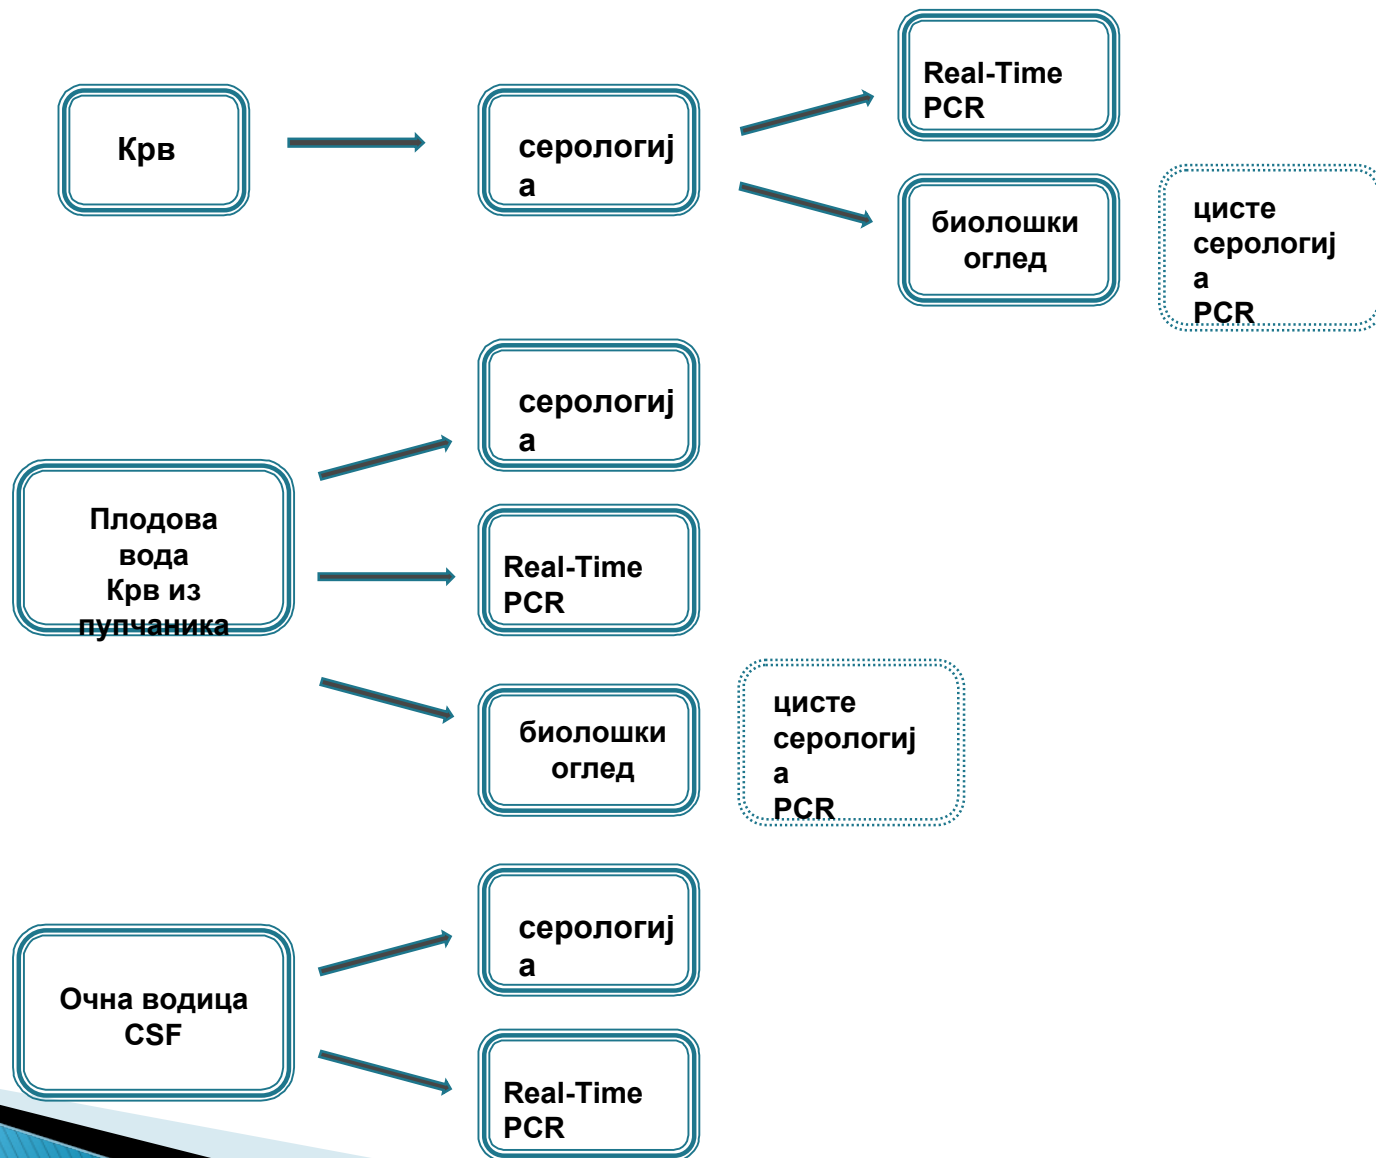 Крв
серологиј
а
Real-Time
PCR
биолошки
оглед
цисте
серологиј
а
PCR
Плодова
вода
Крв из
пупчаника
серологиј
а
Real-Time
PCR
биолошки
оглед
цисте
серологиј
а
PCR
Очна водица
CSF
серологиј
а
Real-Time
PCR